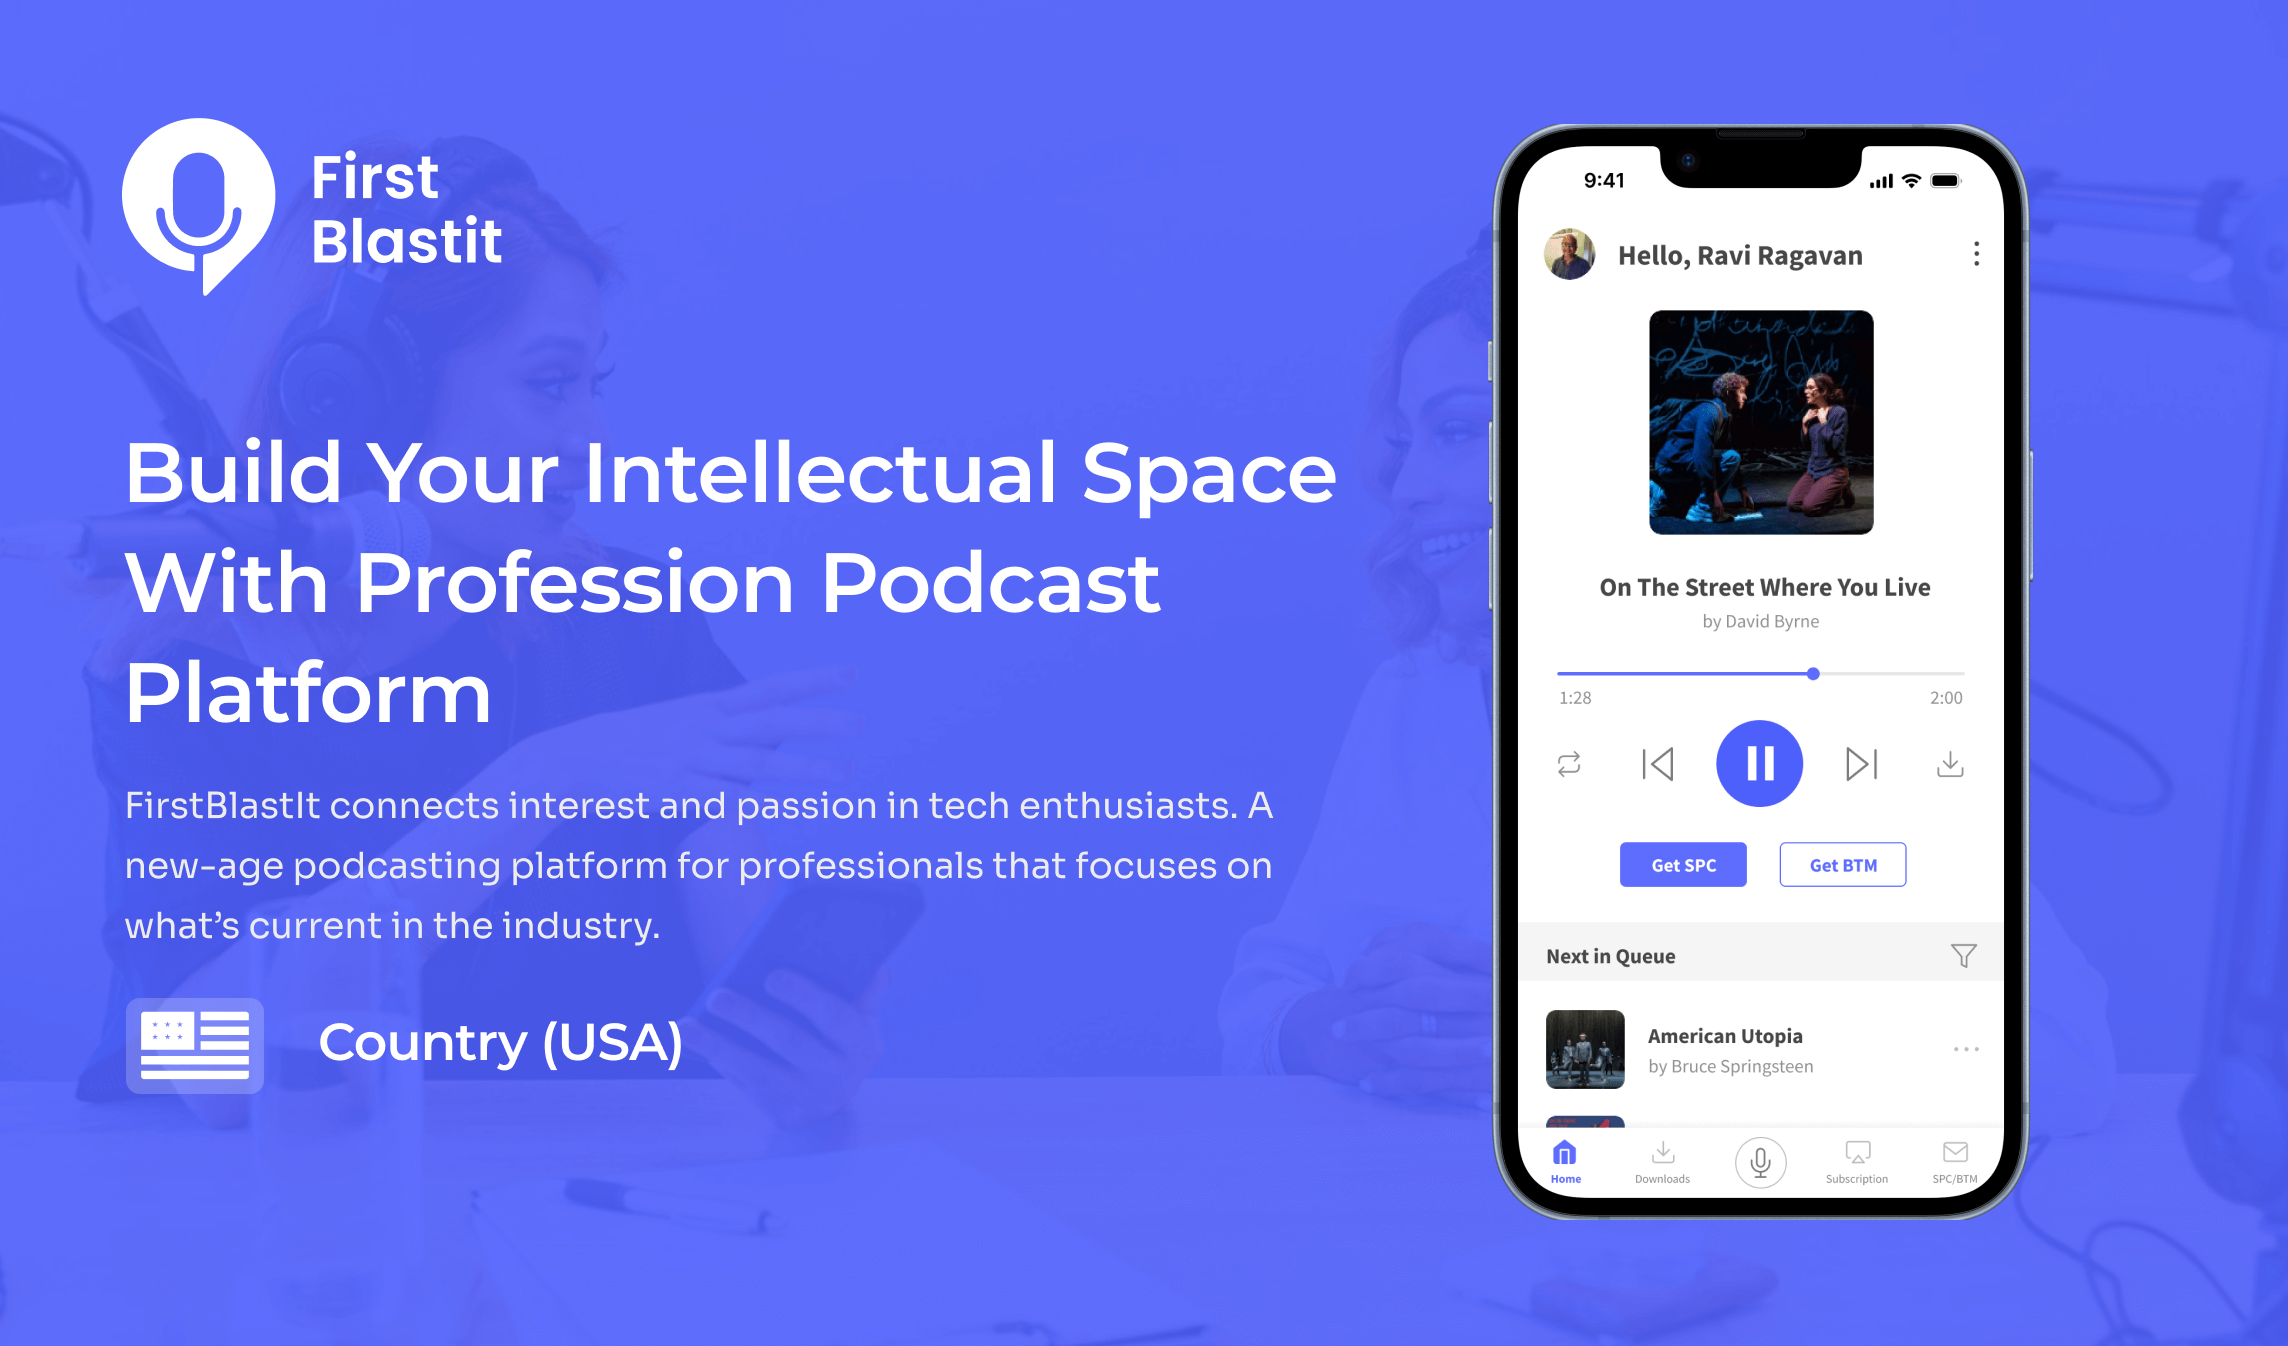 First
Blastit
Build Your Intellectual Space
With Profession Podcast
Platform
FirstBlastIt connects interest and passion in tech enthusiasts. A
new-age podcasting platform for professionals that focuses on
what's current in the industry.
Country (USA)
9:41
Hello, Ravi Ragavan
On The Street Where You Live
by David Byrne
1:28 2:00
Get SPC Get BTM
Next in Queue
American Utopia
by Bruce Springsteen
Home Downloads Subscription SPC/BTM